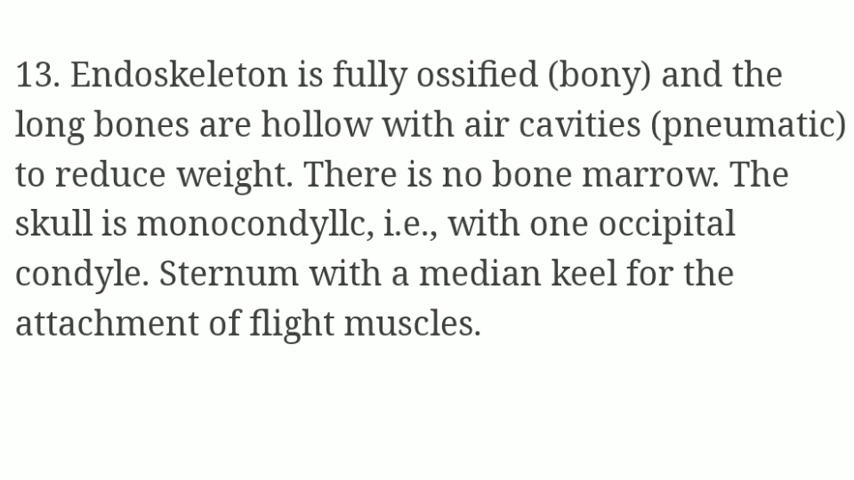 13. Endoskeleton is fully ossified (bony) and the
long bones are hollow with air cavities (pneumatic)
to reduce weight. There is no bone marrow. The
skull is monocondyllc, i.e., with one occipital
condyle. Sternum with a median keel for the
attachment of flight muscles.